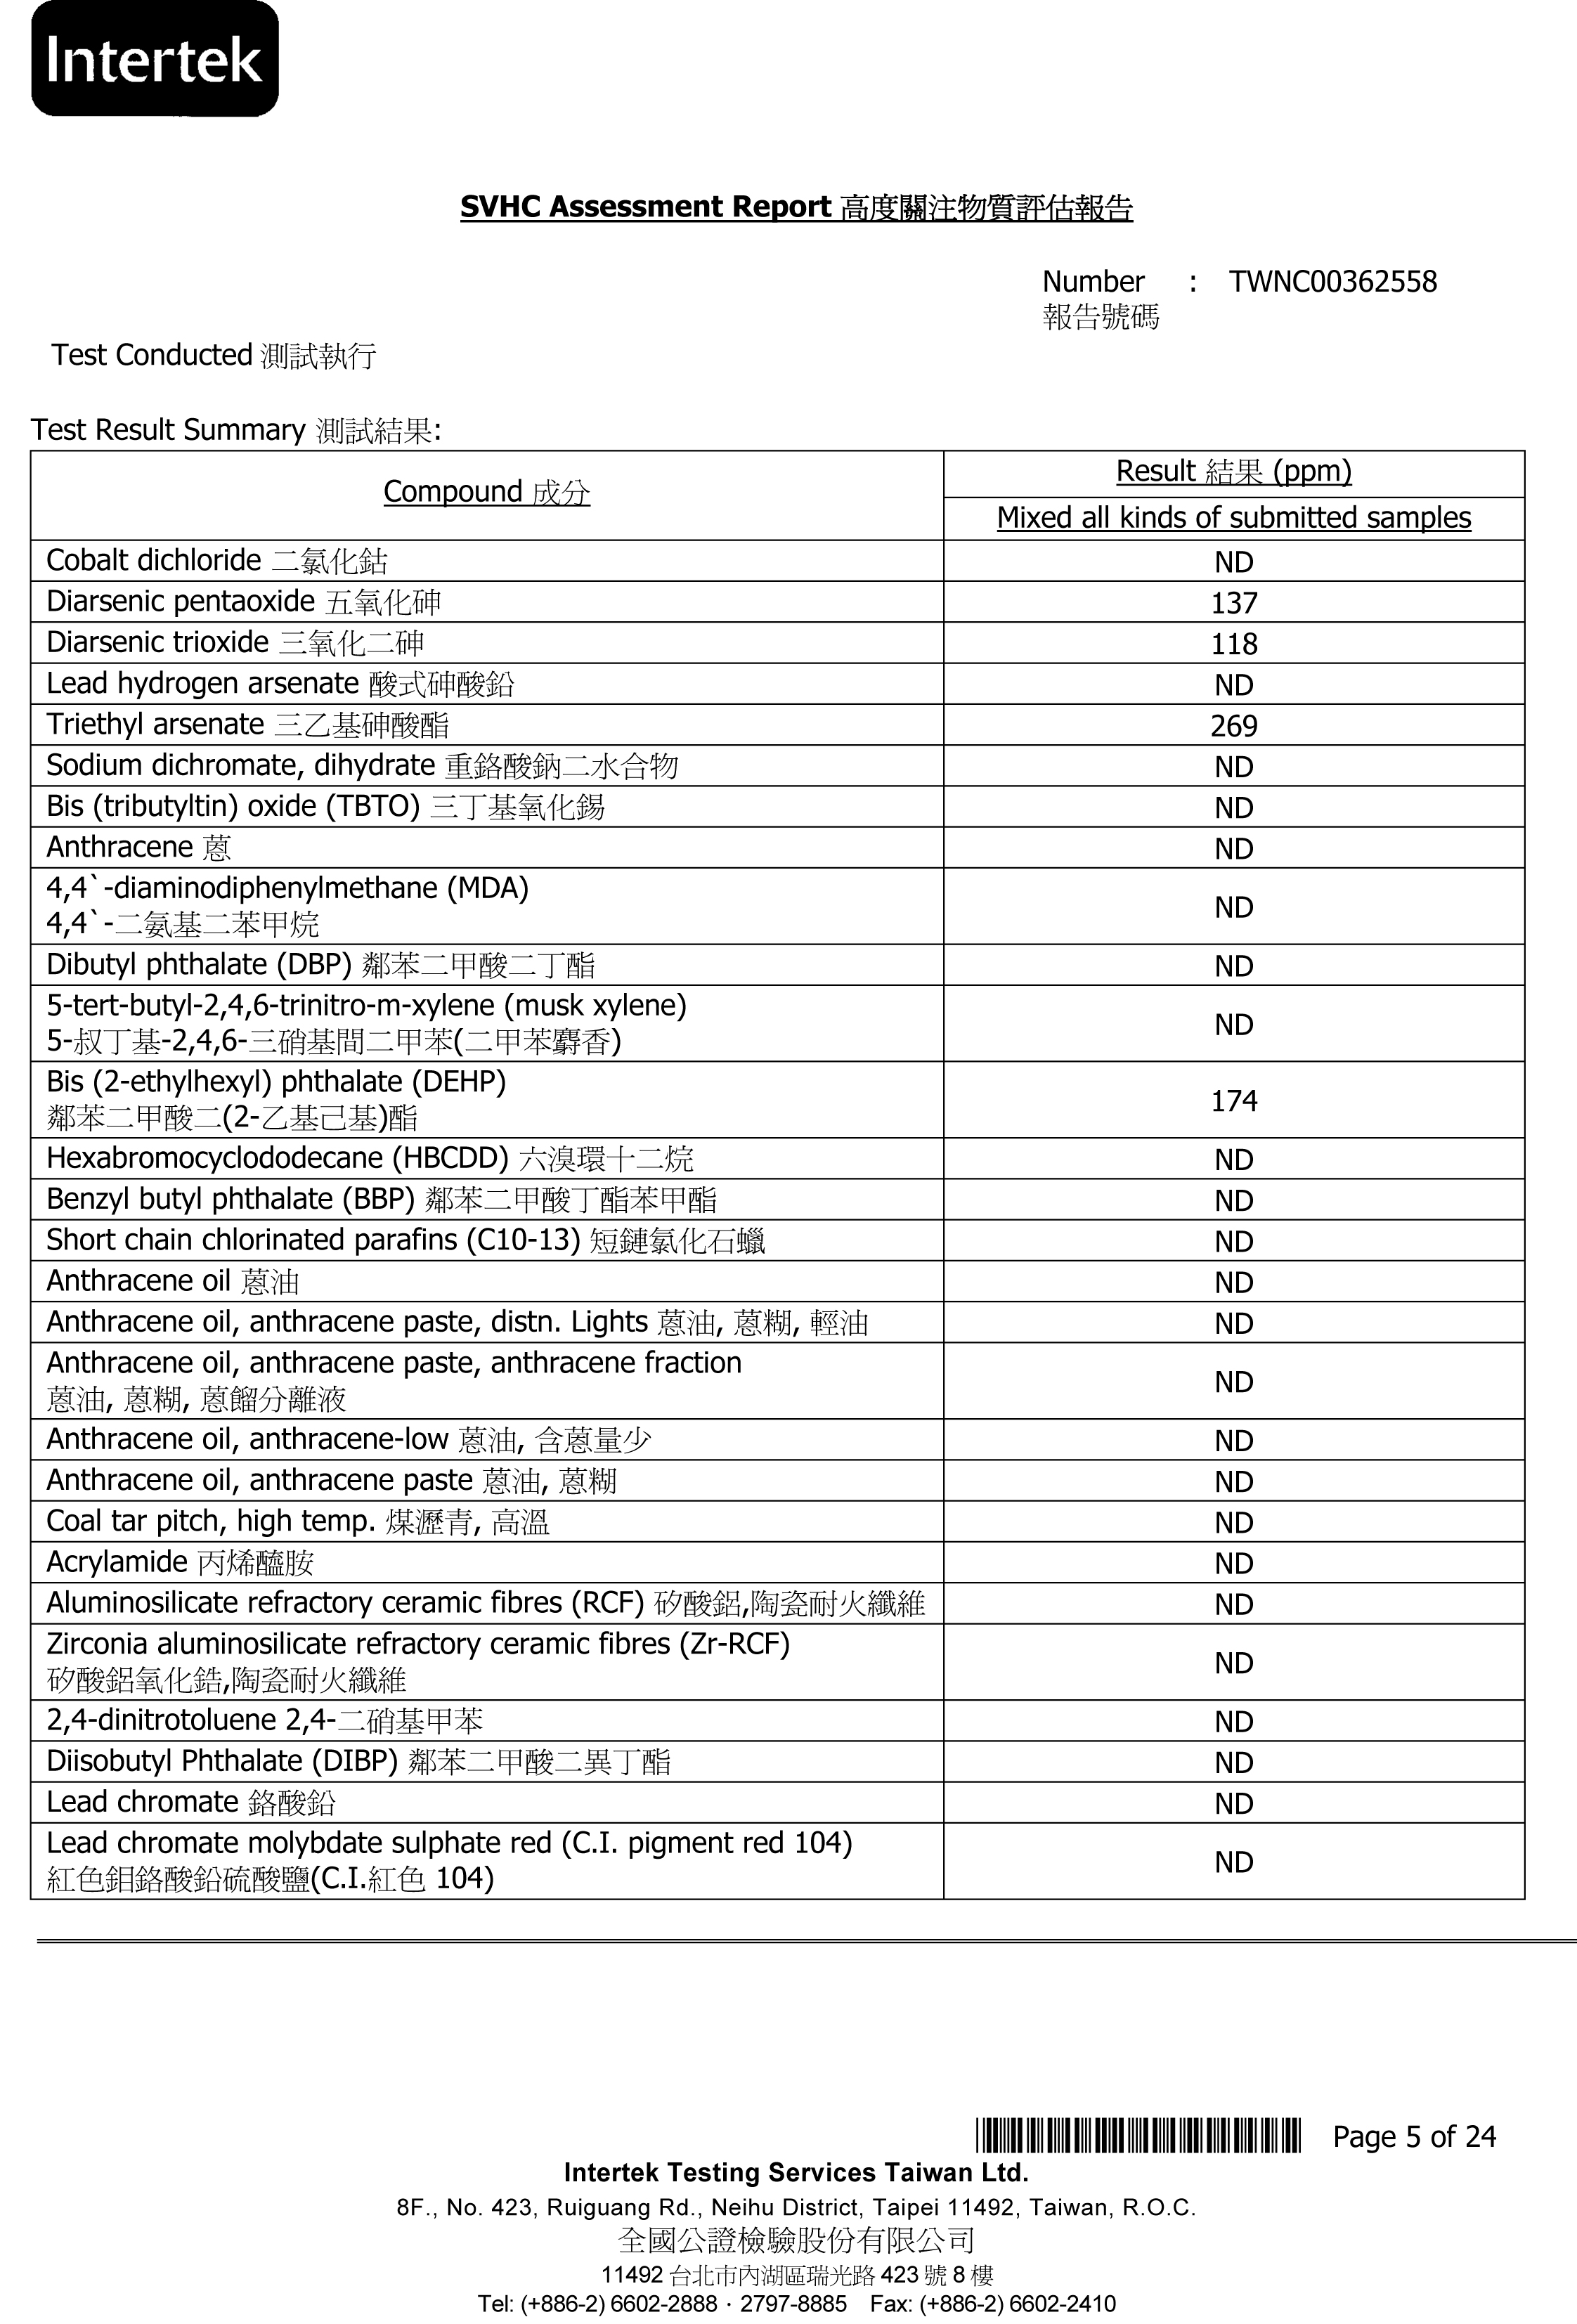 Intertek
SVHC Assessment Report 高度關注物質評估報告
Number : TWNC00362558
報告號碼
Test Conducted 測試執行
Test Result Summary 測試結果:
Compound 成分
Result 結果 (ppm)
Mixed all kinds of submitted samples
Cobalt dichloride 二氯化鈷 ND
Diarsenic pentaoxide 五氧化砷 137
Diarsenic trioxide 三氧化二砷 118
Lead hydrogen arsenate 酸式砷酸鉛 ND
Triethyl arsenate 三乙基砷酸酯 269
Sodium dichromate, dihydrate 重鉻酸鈉二水合物 ND
Bis (tributyltin) oxide (TBTO) 三丁基氧化錫 ND
Anthracene 蒽 ND
4,4`-diaminodiphenylmethane (MDA)
4,4`-二氨基二苯甲烷 ND
Dibutyl phthalate (DBP) 鄰苯二甲酸二丁酯 ND
5-tert-butyl-2,4,6-trinitro-m-xylene (musk xylene)
5-叔丁基-2,4,6-三硝基間二甲苯(二甲苯麝香) ND
Bis (2-ethylhexyl) phthalate (DEHP)
鄰苯二甲酸二(2-乙基己基)酯 174
Hexabromocyclododecane (HBCDD) 六溴環十二烷 ND
Benzyl butyl phthalate (BBP) 鄰苯二甲酸丁酯苯甲酯 ND
Short chain chlorinated parafins (C10-13) 短鏈氯化石蠟 ND
Anthracene oil 蒽油 ND
Anthracene oil, anthracene paste, distn. Lights 蒽油, 蒽糊, 輕油 ND
Anthracene oil, anthracene paste, anthracene fraction
蒽油, 蒽糊, 蒽餾分離液 ND
Anthracene oil, anthracene-low 蒽油, 含蒽量少 ND
Anthracene oil, anthracene paste 蒽油, 蒽糊 ND
Coal tar pitch, high temp. 煤瀝青, 高溫 ND
Acrylamide 丙烯醯胺 ND
Aluminosilicate refractory ceramic fibres (RCF) 矽酸鋁,陶瓷耐火纖維 ND
Zirconia aluminosilicate refractory ceramic fibres (Zr-RCF)
矽酸鋁氧化鋯,陶瓷耐火纖維 ND
2,4-dinitrotoluene 2,4-二硝基甲苯 ND
Diisobutyl Phthalate (DIBP) 鄰苯二甲酸二異丁酯 ND
Lead chromate 鉻酸鉛 ND
Lead chromate molybdate sulphate red (C.I. pigment red 104)
紅色鉬鉻酸鉛硫酸鹽(C.I.紅色 104) ND
Page 5 of 24
Intertek Testing Services Taiwan Ltd.
8F., No. 423, Ruiguang Rd., Neihu District, Taipei 11492, Taiwan, R.O.C.
全國公證檢驗股份有限公司
11492 台北市內湖區瑞光路 423 號 8 樓
Tel: (+886-2) 6602-2888 · 2797-8885 Fax: (+886-2) 6602-2410